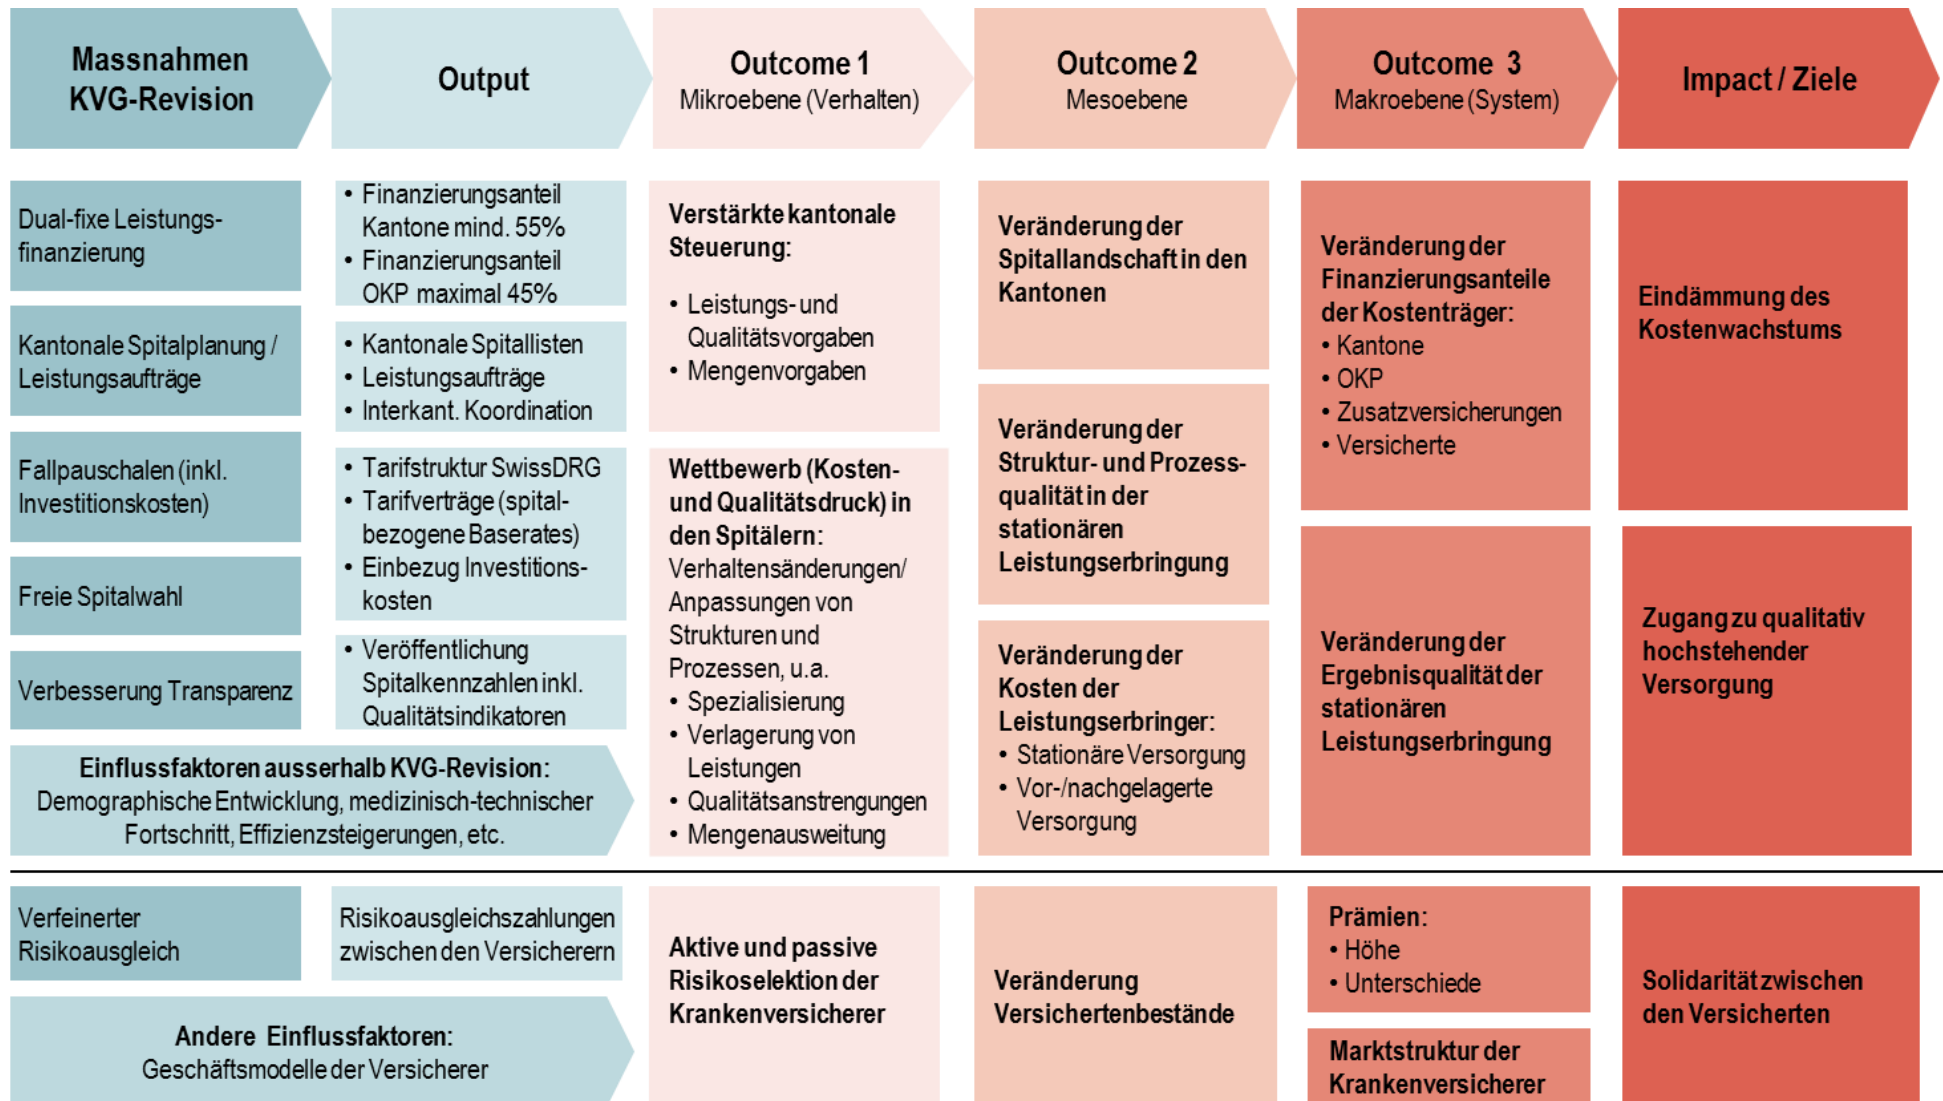 Massnahmen
KVG-Revision
Output
Outcome 1
Mikroebene (Verhalten)
Outcome 2
Mesoebene
Outcome 3
Makroebene (System)
Impact / Ziele
Dual-fixe Leistungs-
finanzierung
Kantonale Spitalplanung /
Leistungsaufträge
Fallpauschalen (inkl.
Investitionskosten)
Freie Spitalwahl
Verbesserung Transparenz
• Finanzierungsanteil
Kantone mind. 55%
• Finanzierungsanteil
OKP maximal 45%
• Kantonale Spitallisten
• Leistungsaufträge
• Interkant. Koordination
• Tarifstruktur SwissDRG
• Tarifverträge (spital-
bezogene Baserates)
• Einbezug Investitions-
kosten
• Veröffentlichung
Spitalkennzahlen inkl.
Qualitätsindikatoren
Einflussfaktoren ausserhalb KVG-Revision:
Demographische Entwicklung, medizinisch-technischer
Fortschritt, Effizienzsteigerungen, etc.
Verstärkte kantonale
Steuerung:
• Leistungs- und
Qualitätsvorgaben
• Mengenvorgaben
Wettbewerb (Kosten-
und Qualitätsdruck) in
den Spitälern:
Verhaltensänderungen/
Anpassungen von
Strukturen und
Prozessen, u.a.
• Spezialisierung
• Verlagerung von
Leistungen
• Qualitätsanstrengungen
• Mengenausweitung
Veränderung der
Spitallandschaft in den
Kantonen
Veränderung der
Struktur- und Prozess-
qualität in der
stationären
Leistungserbringung
Veränderung der
Kosten der
Leistungserbringer:
• Stationäre Versorgung
• Vor-/nachgelagerte
Versorgung
Veränderung der
Finanzierungsanteile
der Kostenträger:
• Kantone
• OKP
• Zusatzversicherungen
• Versicherte
Veränderung der
Ergebnisqualität der
stationären
Leistungserbringung
Eindämmung des
Kostenwachstums
Zugang zu qualitativ
hochstehender
Versorgung
Verfeinerter
Risikoausgleich
Risikoausgleichszahlungen
zwischen den Versicherern
Andere Einflussfaktoren:
Geschäftsmodelle der Versicherer
Aktive und passive
Risikoselektion der
Krankenversicherer
Veränderung
Versichertenbestände
Prämien:
• Höhe
• Unterschiede
Marktstruktur der
Krankenversicherer
Solidarität zwischen
den Versicherten